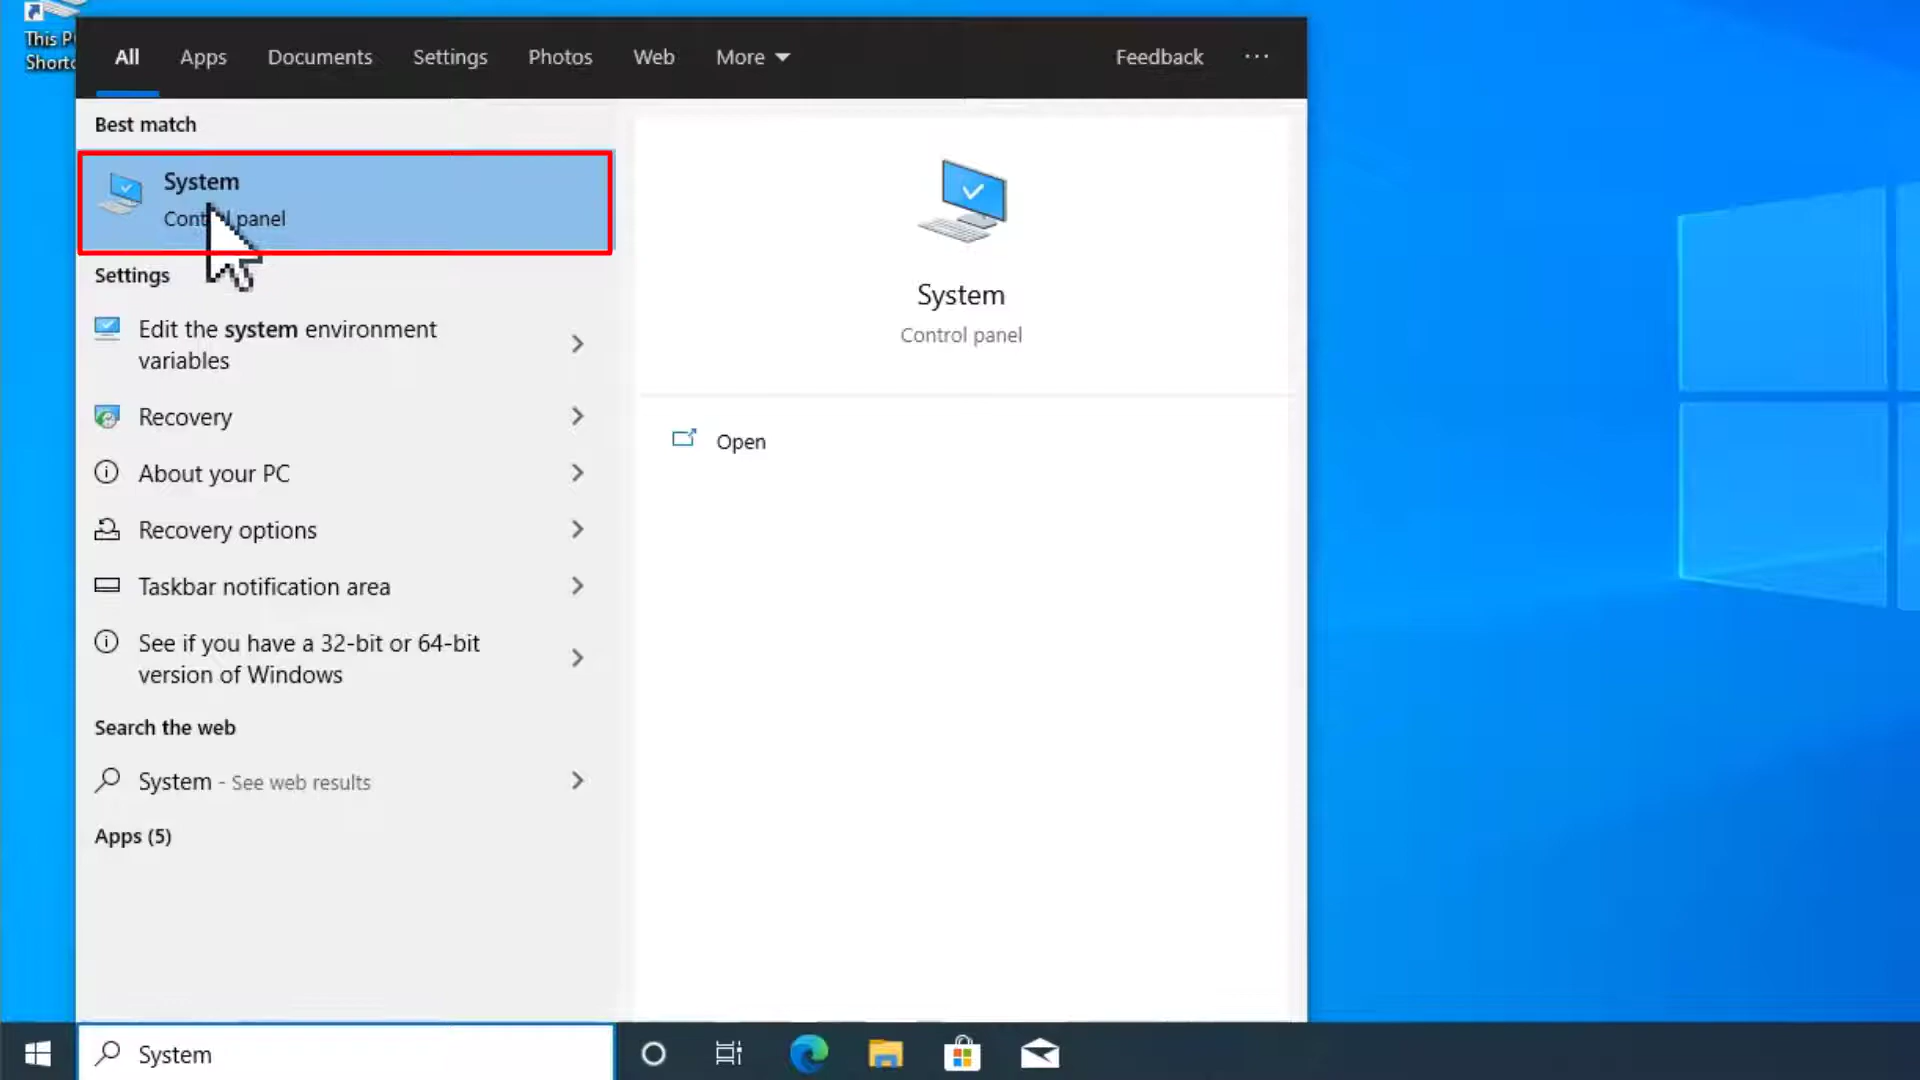 This P
Shortc
All Apps Documents Settings Photos Web More Feedback ...
Best match
System
Control panel
Settings
Edit the system environment
variables
Recovery
About your PC
Recovery options
Taskbar notification area
See if you have a 32-bit or 64-bit
version of Windows
Search the web
System - See web results
Apps (5)
System
Control panel
Open
System